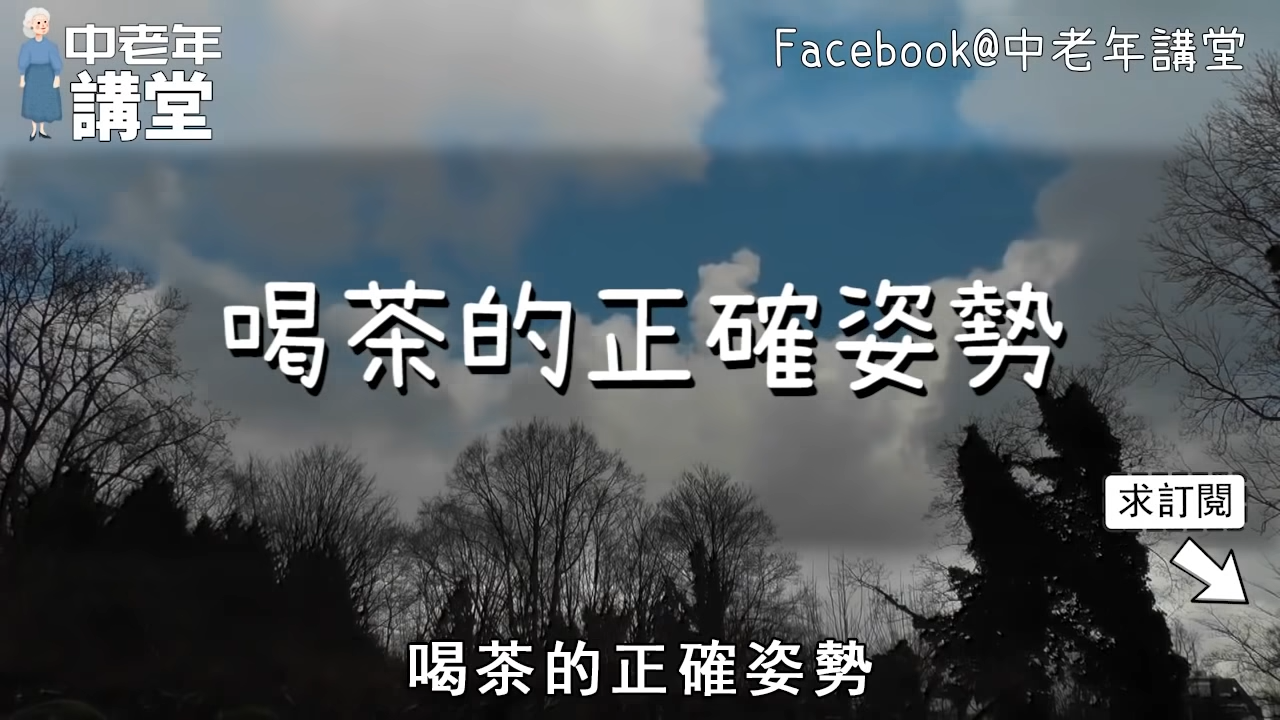 中老年
講堂
Facebook@中老年講堂
喝茶的正確姿勢
求訂閱
喝茶的正確姿勢